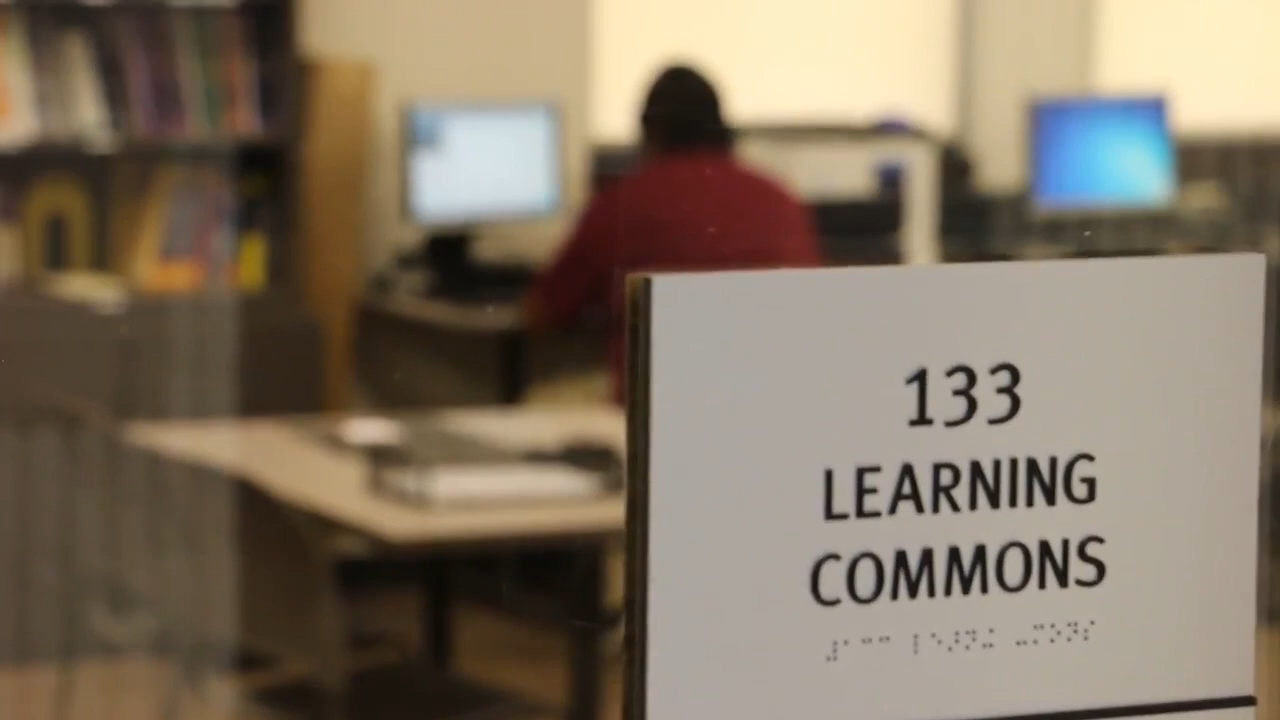 133
LEARNING
COMMONS
⠼⠁⠉⠉ ⠇⠑⠜⠝⠬ ⠒⠍⠕⠝⠎